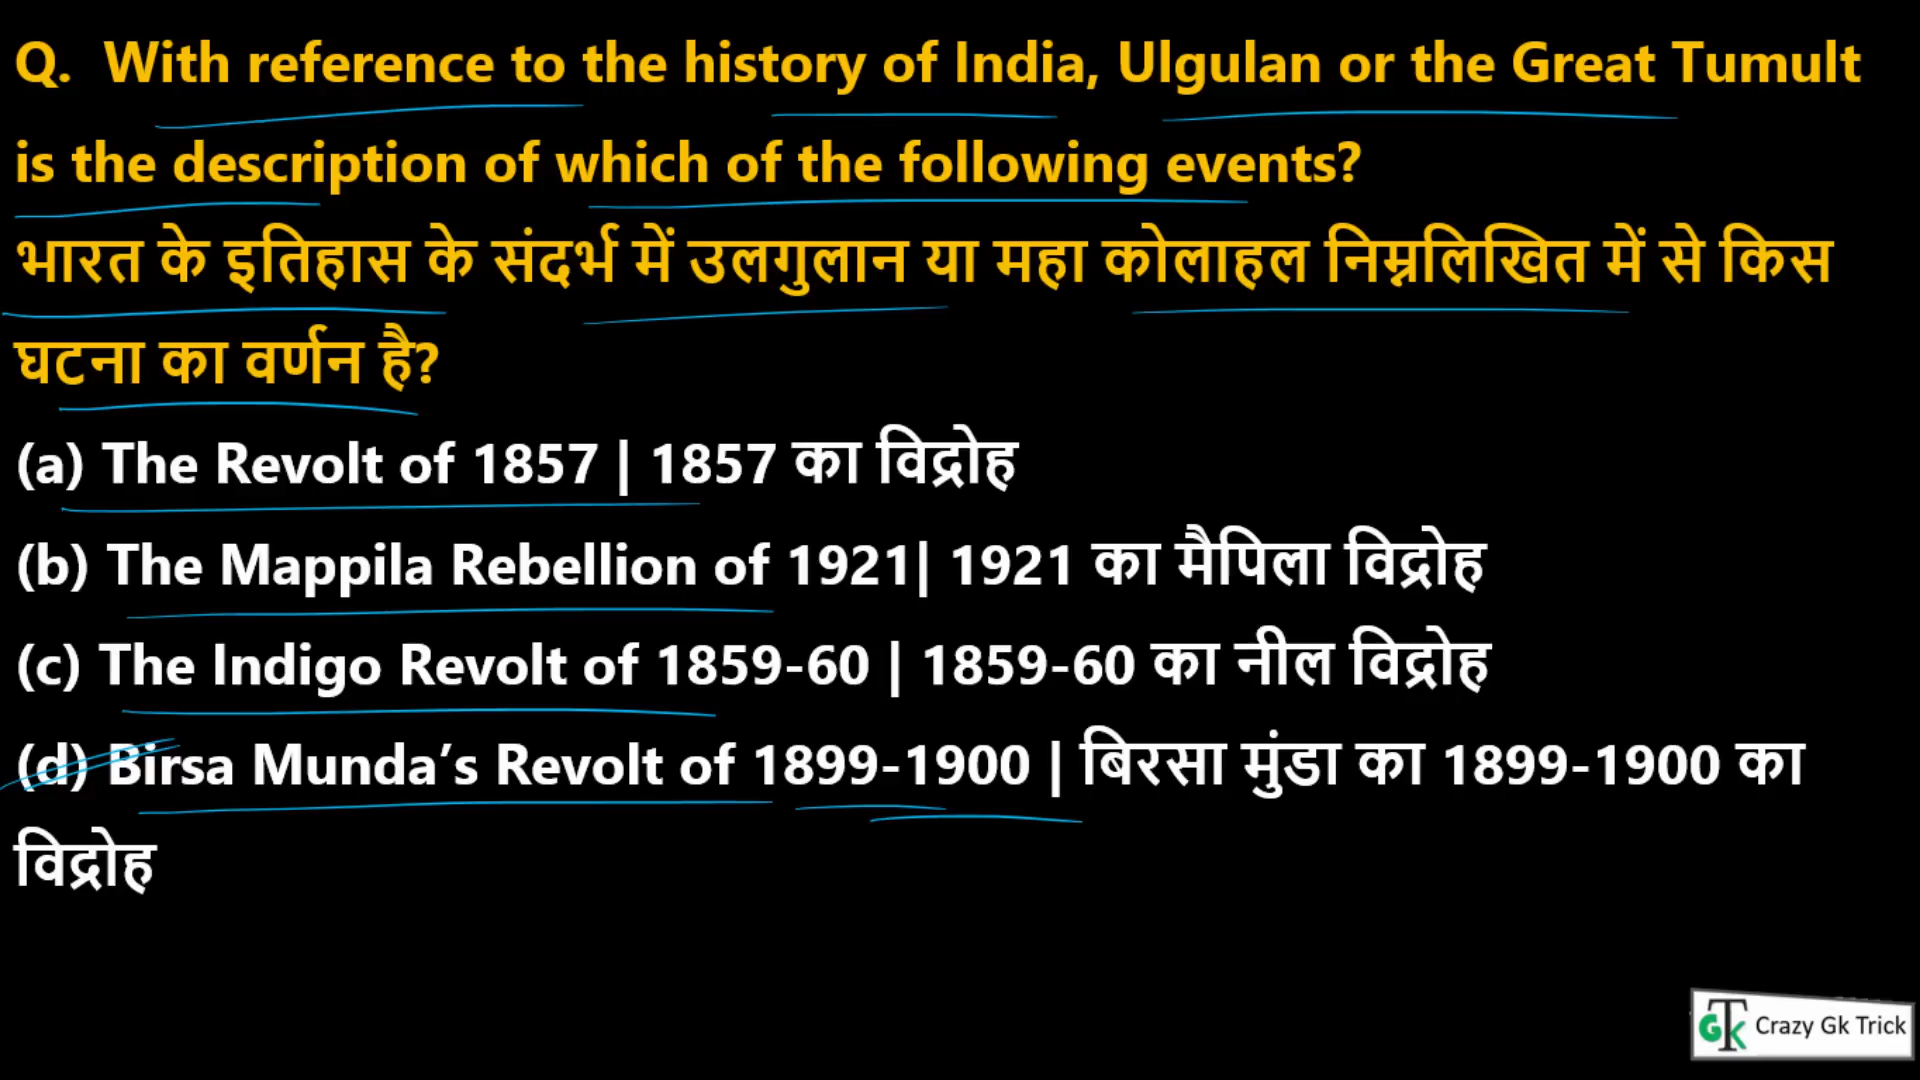 Q. With reference to the history of India, Ulgulan or the Great Tumult
is the description of which of the following events?
भारत के इतिहास के संदर्भ में उलगुलान या महा कोलाहल निम्नलिखित में से किस
घटना का वर्णन है?
(a) The Revolt of 1857 | 1857 का विद्रोह
(b) The Mappila Rebellion of 1921| 1921 का मैपिला विद्रोह
(c) The Indigo Revolt of 1859-60 | 1859-60 का नील विद्रोह
(d) Birsa Munda’s Revolt of 1899-1900 | बिरसा मुंडा का 1899-1900 का
विद्रोह
GTK Crazy Gk Trick